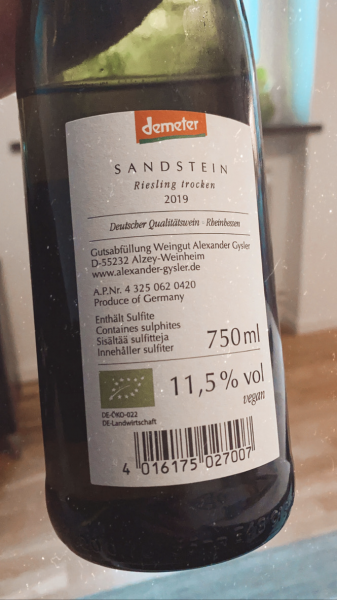 demeter
SANDSTEIN
Riesling trocken
2019
Deutscher Qualitätswein · Rheinhessen
Gutsabfüllung Weingut Alexander Gysler
D-55232 Alzey-Weinheim
www.alexander-gysler.de
A.P.Nr. 4 325 062 0420
Produce of Germany
Enthält Sulfite
Containes sulphites
Sisältää sulfitteja
Innehåller sulfiter
750 ml
11,5 % vol
vegan
DE-ÖKO-022
DE-Landwirtschaft
4 016175 027007